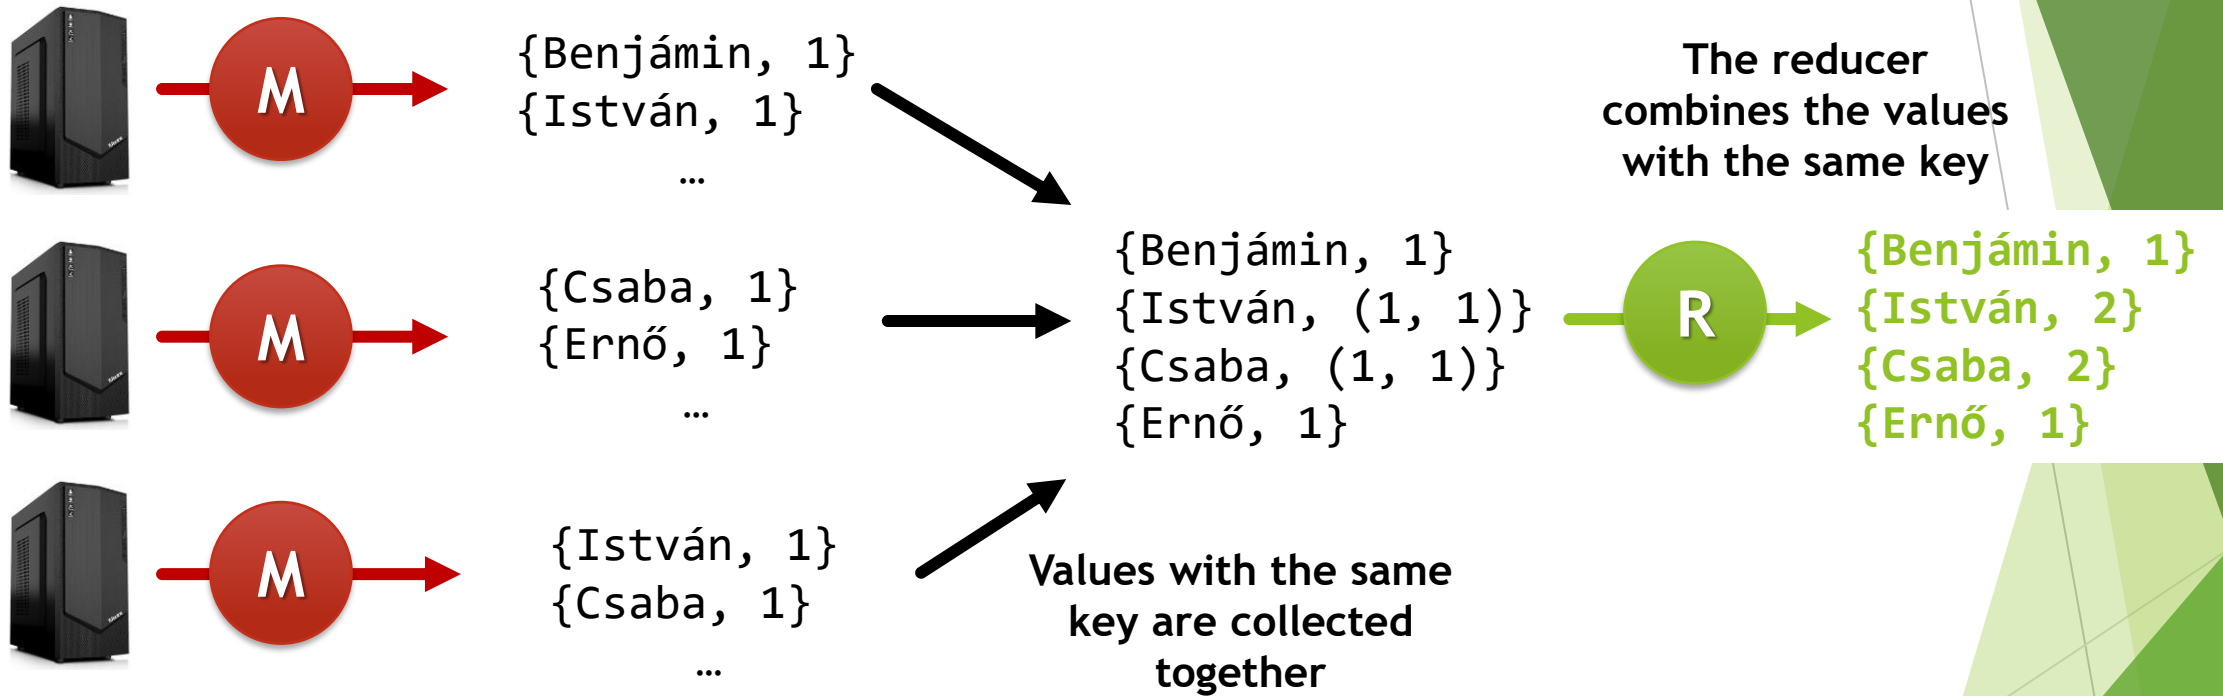 M
{Benjámin, 1}
{István, 1}
…
M
{Csaba, 1}
{Ernő, 1}
…
M
{István, 1}
{Csaba, 1}
…
Values with the same
key are collected
together
{Benjámin, 1}
{István, (1, 1)}
{Csaba, (1, 1)}
{Ernő, 1}
The reducer
combines the values
with the same key
R
{Benjámin, 1}
{István, 2}
{Csaba, 2}
{Ernő, 1}